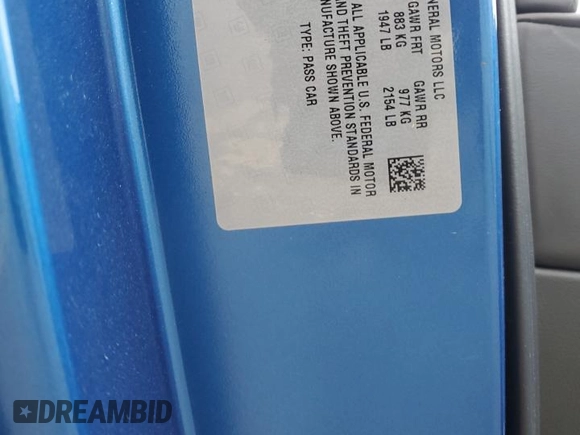 NERAL MOTORS LLC
GAWR FRT GAWR RR
883 KG 977 KG
1947 LB 2154 LB
ALL APPLICABLE U.S. FEDERAL MOTOR
AND THEFT PREVENTION STANDARDS IN
NUFACTURE SHOWN ABOVE.
TYPE: PASS CAR
DREAMBID